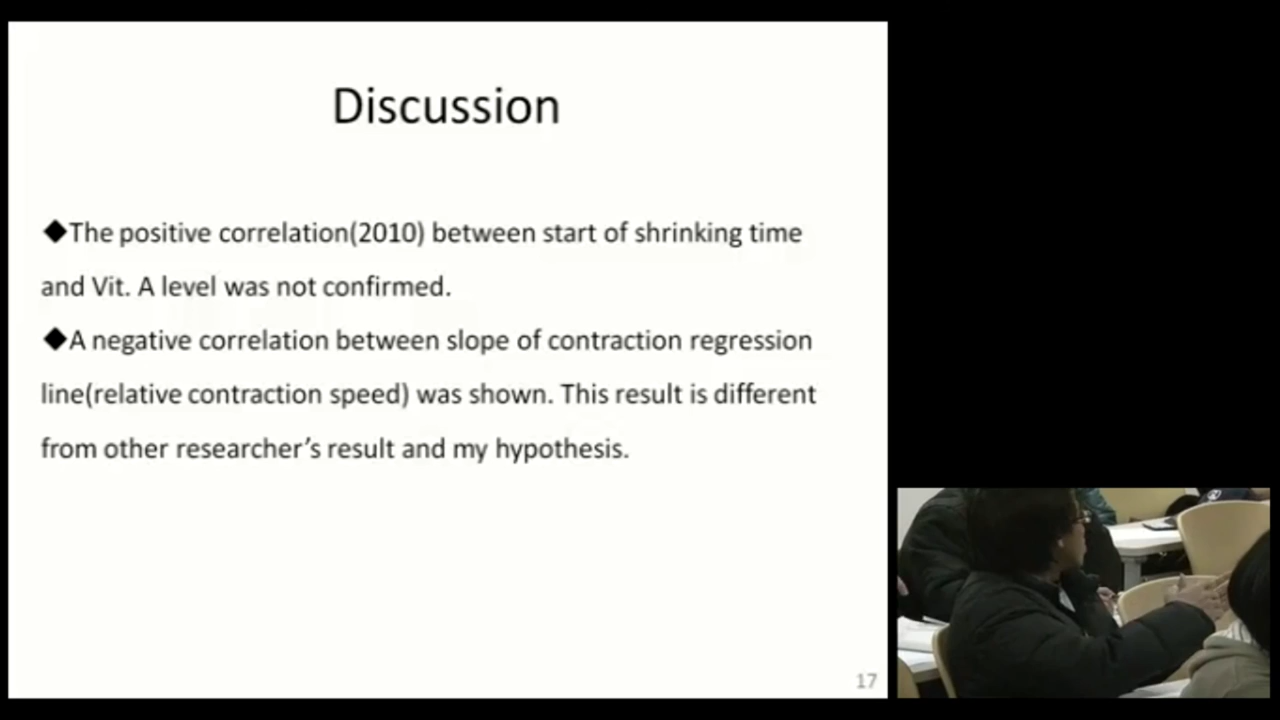 Discussion
◆The positive correlation(2010) between start of shrinking time
and Vit. A level was not confirmed.
◆A negative correlation between slope of contraction regression
line(relative contraction speed) was shown. This result is different
from other researcher’s result and my hypothesis.
17